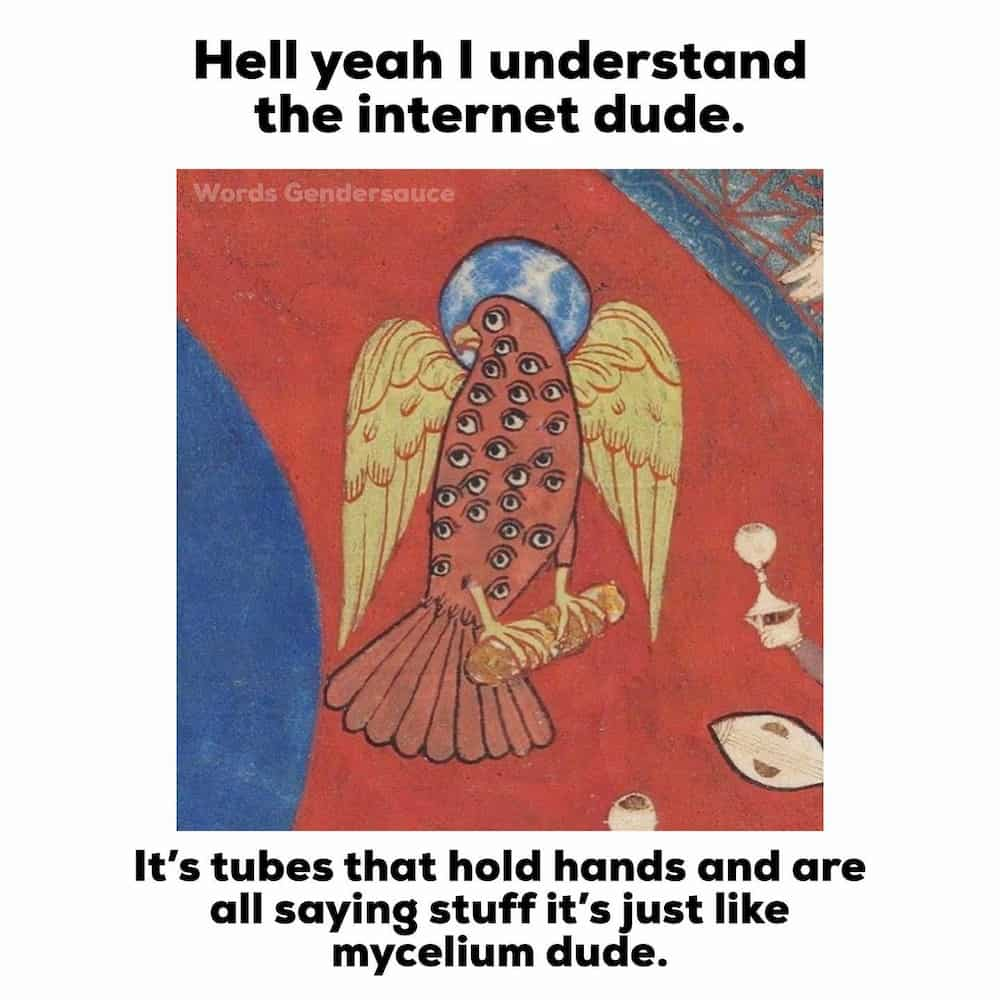 Hell yeah I understand
the internet dude.
Words Gendersauce
It’s tubes that hold hands and are
all saying stuff it’s just like
mycelium dude.